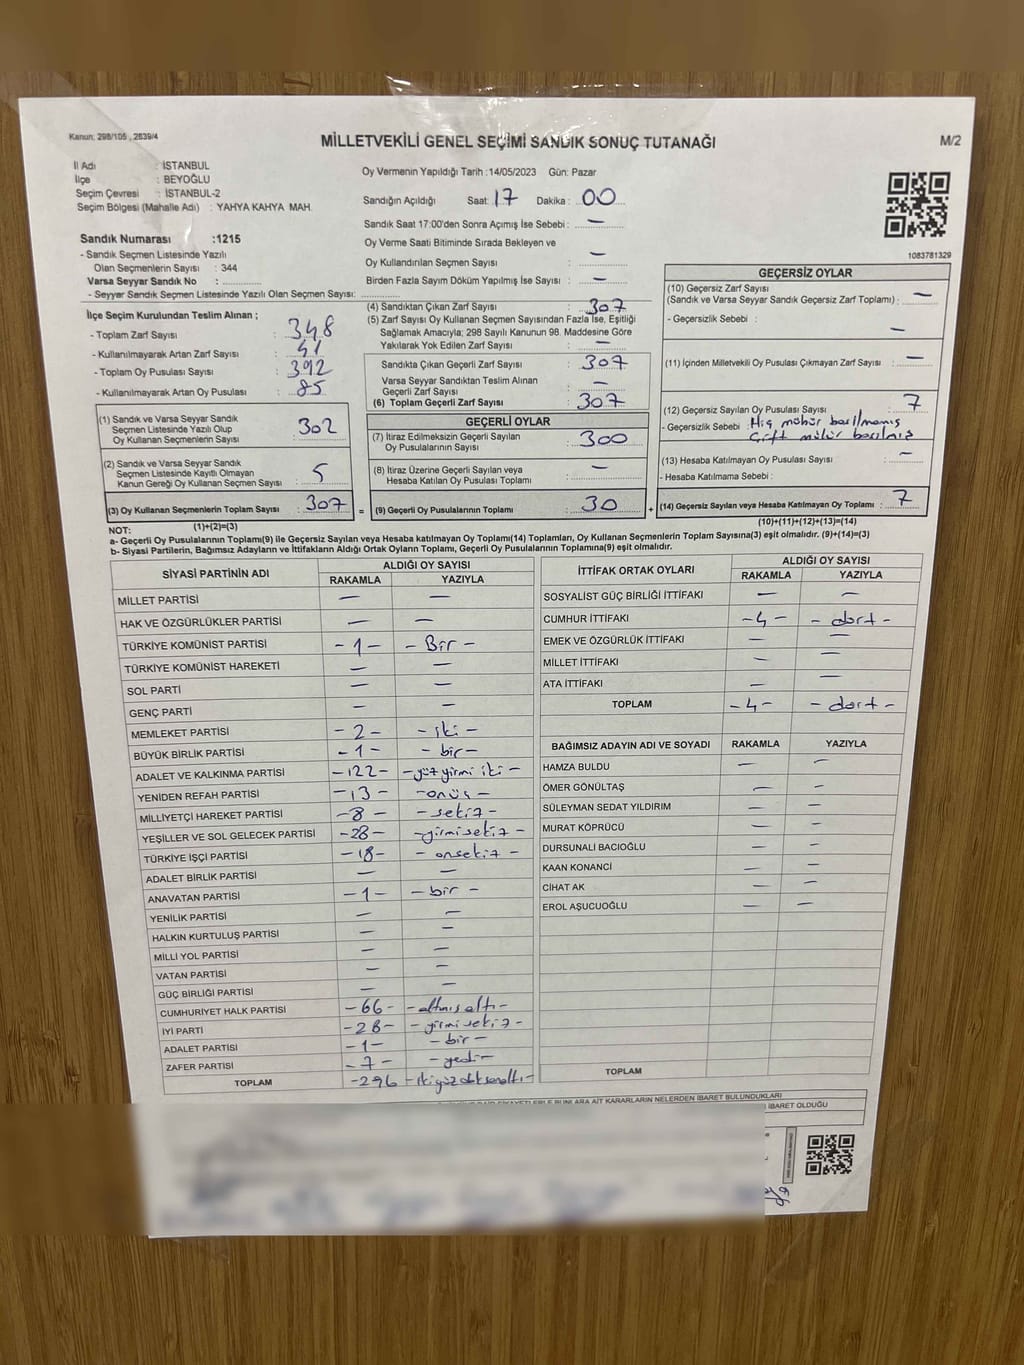 Kanun: 298/105 , 2839/4
MİLLETVEKİLİ GENEL SEÇİMİ SANDIK SONUÇ TUTANAĞI
M/2
İl Adı : İSTANBUL
İlçe : BEYOĞLU
Seçim Çevresi : İSTANBUL-2
Seçim Bölgesi (Mahalle Adı) : YAHYA KAHYA MAH.
Sandık Numarası :1215
- Sandık Seçmen Listesinde Yazılı
Olan Seçmenlerin Sayısı : 344
Varsa Seyyar Sandık No :
- Seyyar Sandık Seçmen Listesinde Yazılı Olan Seçmen Sayısı:
İlçe Seçim Kurulundan Teslim Alınan ;
- Toplam Zarf Sayısı : 348
- Kullanılmayarak Artan Zarf Sayısı : 41
- Toplam Oy Pusulası Sayısı : 392
- Kullanılmayarak Artan Oy Pusulası : 85
(1) Sandık ve Varsa Seyyar Sandık
Seçmen Listesinde Yazılı Olup
Oy Kullanan Seçmenlerin Sayısı : 302
(2) Sandık ve Varsa Seyyar Sandık
Seçmen Listesinde Kayıtlı Olmayan
Kanun Gereği Oy Kullanan Seçmen Sayısı : 5
(3) Oy Kullanan Seçmenlerin Toplam Sayısı : 307
Oy Vermenin Yapıldığı Tarih :14/05/2023 Gün: Pazar
Sandığın Açıldığı Saat: 17 Dakika : 00
Sandık Saat 17:00'den Sonra Açımış İse Sebebi : —
Oy Verme Saati Bitiminde Sırada Bekleyen ve
Oy Kullandırılan Seçmen Sayısı : —
Birden Fazla Sayım Döküm Yapılmış İse Sayısı : —
(4) Sandıktan Çıkan Zarf Sayısı : 307
(5) Zarf Sayısı Oy Kullanan Seçmen Sayısından Fazla İse, Eşitliği
Sağlamak Amacıyla; 298 Sayılı Kanunun 98. Maddesine Göre
Yakılarak Yok Edilen Zarf Sayısı : —
Sandıkta Çıkan Geçerli Zarf Sayısı : 307
Varsa Seyyar Sandıktan Teslim Alınan
Geçerli Zarf Sayısı : —
(6) Toplam Geçerli Zarf Sayısı : 307
GEÇERLİ OYLAR
(7) İtiraz Edilmeksizin Geçerli Sayılan
Oy Pusulalarının Sayısı : 300
(8) İtiraz Üzerine Geçerli Sayılan veya
Hesaba Katılan Oy Pusulası Toplamı : —
= (9) Geçerli Oy Pusulalarının Toplamı : 30
1083781329
GEÇERSİZ OYLAR
(10) Geçersiz Zarf Sayısı
(Sandık ve Varsa Seyyar Sandık Geçersiz Zarf Toplamı) : —
- Geçersizlik Sebebi : —
(11) İçinden Milletvekili Oy Pusulası Çıkmayan Zarf Sayısı : —
(12) Geçersiz Sayılan Oy Pusulası Sayısı : 7
- Geçersizlik Sebebi : Hiç mühür basılmamış
Çift mühür basılmış
(13) Hesaba Katılmayan Oy Pusulası Sayısı : —
- Hesaba Katılmama Sebebi :
+ (14) Geçersiz Sayılan veya Hesaba Katılmayan Oy Toplamı : 7
(1)+(2)=(3)
(10)+(11)+(12)+(13)=(14)
NOT:
a- Geçerli Oy Pusulalarının Toplamı(9) ile Geçersiz Sayılan veya Hesaba katılmayan Oy Toplamı(14) Toplamları, Oy Kullanan Seçmenlerin Toplam Sayısına(3) eşit olmalıdır. (9)+(14)=(3)
b- Siyasi Partilerin, Bağımsız Adayların ve İttifakların Aldığı Ortak Oyların Toplamı, Geçerli Oy Pusulalarının Toplamına(9) eşit olmalıdır.
SİYASİ PARTİNİN ADI ALDIĞI OY SAYISI
RAKAMLA YAZIYLA
MİLLET PARTİSİ — —
HAK VE ÖZGÜRLÜKLER PARTİSİ — —
TÜRKİYE KOMÜNİST PARTİSİ -1- - Bir -
TÜRKİYE KOMÜNİST HAREKETİ — —
SOL PARTİ — —
GENÇ PARTİ — —
MEMLEKET PARTİSİ -2- - iki -
BÜYÜK BİRLİK PARTİSİ -1- - bir -
ADALET VE KALKINMA PARTİSİ -122- - yüz yirmi iki -
YENİDEN REFAH PARTİSİ -13- - onüç -
MİLLİYETÇİ HAREKET PARTİSİ -8- - sekiz -
YEŞİLLER VE SOL GELECEK PARTİSİ -28- - yirmi sekiz -
TÜRKİYE İŞÇİ PARTİSİ -18- - onsekiz -
ADALET BİRLİK PARTİSİ — —
ANAVATAN PARTİSİ -1- - bir -
YENİLİK PARTİSİ — —
HALKIN KURTULUŞ PARTİSİ — —
MİLLİ YOL PARTİSİ — —
VATAN PARTİSİ — —
GÜÇ BİRLİĞİ PARTİSİ — —
CUMHURİYET HALK PARTİSİ -66- - altmış altı -
İYİ PARTİ -28- - yirmi sekiz -
ADALET PARTİSİ -1- - bir -
ZAFER PARTİSİ -7- - yedi -
TOPLAM -296 - ikiyüz doksanaltı -
İTTİFAK ORTAK OYLARI ALDIĞI OY SAYISI
RAKAMLA YAZIYLA
SOSYALİST GÜÇ BİRLİĞİ İTTİFAKI — —
CUMHUR İTTİFAKI -4- - dört -
EMEK VE ÖZGÜRLÜK İTTİFAKI — —
MİLLET İTTİFAKI — —
ATA İTTİFAKI — —
TOPLAM -4- - dört -
BAĞIMSIZ ADAYIN ADI VE SOYADI RAKAMLA YAZIYLA
HAMZA BULDU — —
ÖMER GÖNÜLTAŞ — —
SÜLEYMAN SEDAT YILDIRIM — —
MURAT KÖPRÜCÜ — —
DURSUNALİ BACIOĞLU — —
KAAN KONANCİ — —
CİHAT AK — —
EROL AŞUCUOĞLU — —
TOPLAM
BUNLARA AİT KARARLARIN NELERDEN İBARET BULUNDUKLARI
İBARET OLDUĞU